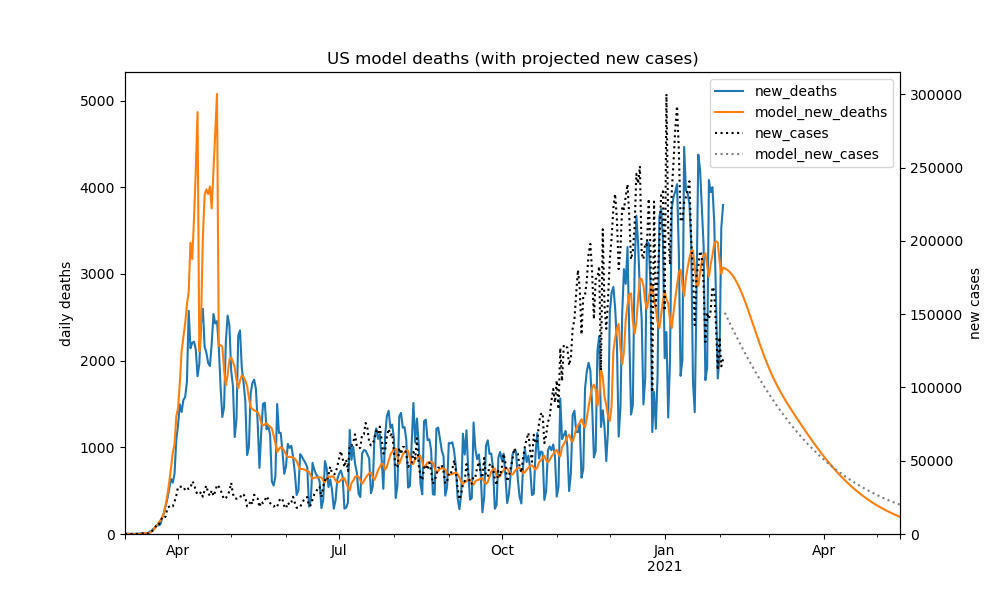 US model deaths (with projected new cases)
new_deaths
model_new_deaths
new_cases
model_new_cases
5000
4000
3000
2000
1000
0
daily deaths
300000
250000
200000
150000
100000
50000
0
new cases
Apr
Jul
Oct
Jan
2021
Apr